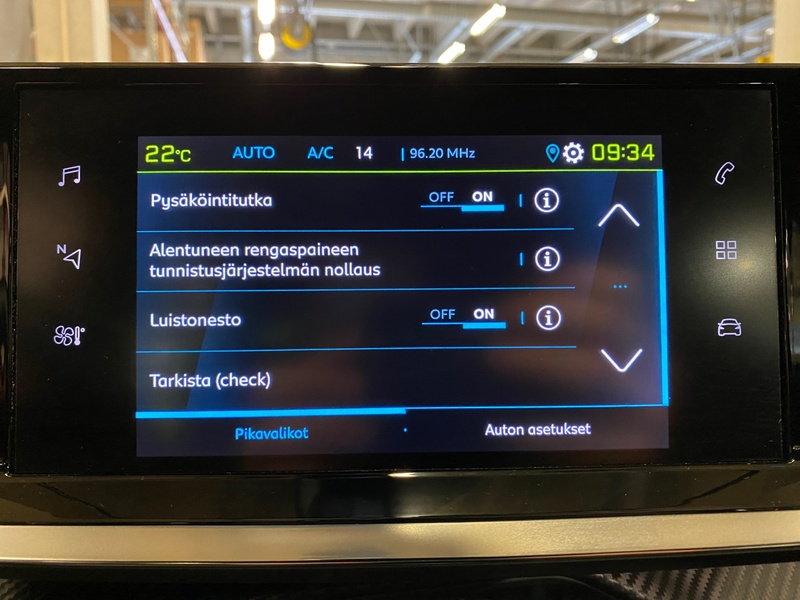 22°C AUTO A/C 14 | 96.20 MHz 09:34
Pysäköintitutka OFF ON
Alentuneen rengaspaineen
tunnistusjärjestelmän nollaus
Luistonesto OFF ON
Tarkista (check)
Pikavalikot Auton asetukset
N